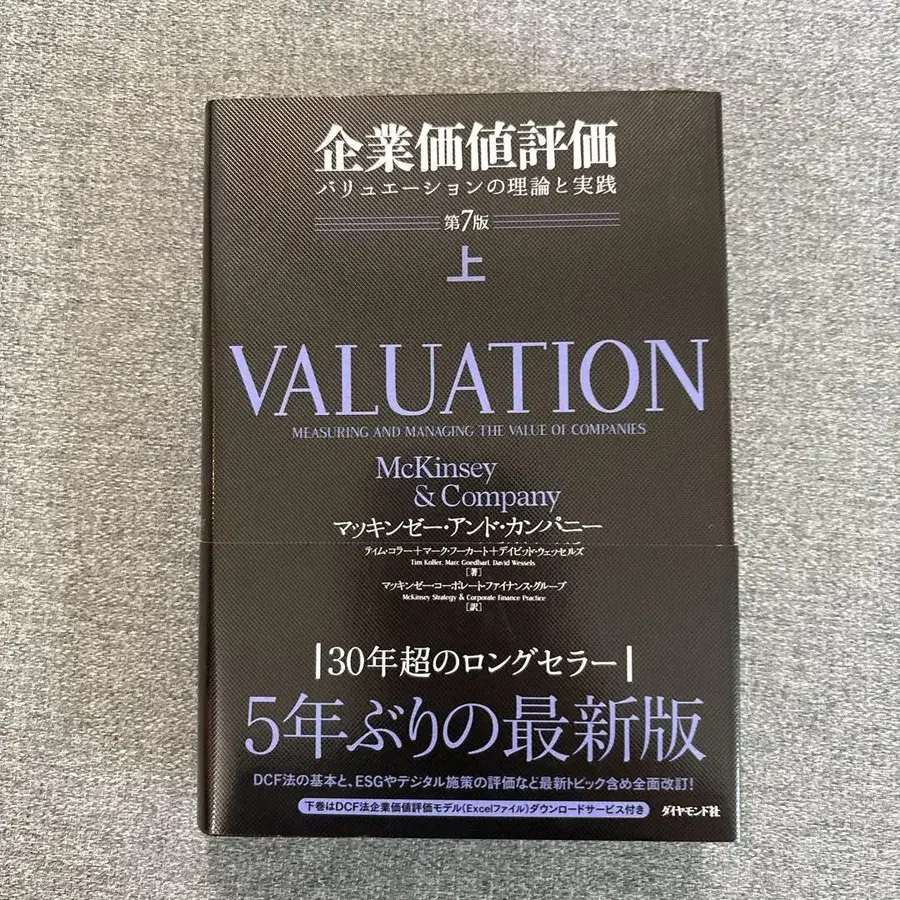 企業価値評価
バリュエーションの理論と実践
第7版
上
VALUATION
MEASURING AND MANAGING THE VALUE OF COMPANIES
McKinsey
& Company
マッキンゼー・アンド・カンパニー
ティム・コラー+マーク・フーカート+デイビッド・ウェッセルズ
Tim Koller, Marc Goedhart, David Wessels
[著]
マッキンゼー・コーポレート・ファイナンス・グループ
McKinsey Strategy & Corporate Finance Practice
[訳]
30年超のロングセラー
5年ぶりの最新版
DCF法の基本と、ESGやデジタル施策の評価など最新トピック含め全面改訂!
下巻はDCF法企業価値評価モデル(Excelファイル)ダウンロードサービス付き
ダイヤモンド社